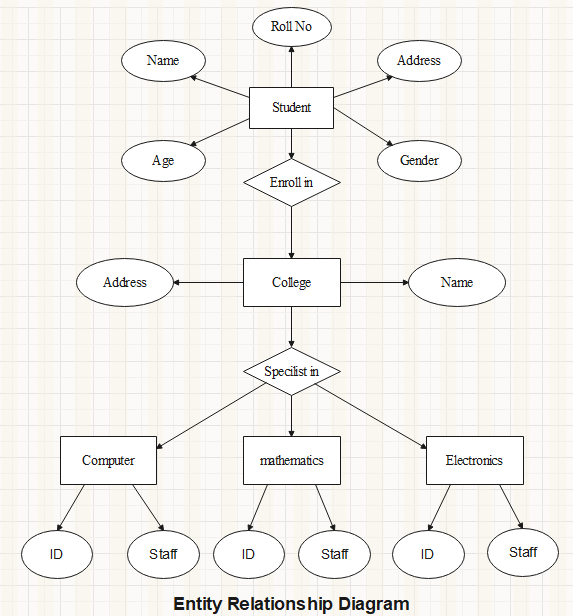 Roll No
Name
Address
Student
Age
Gender
Enroll in
Address
College
Name
Specilist in
Computer
mathematics
Electronics
ID
Staff
ID
Staff
ID
Staff
Entity Relationship Diagram